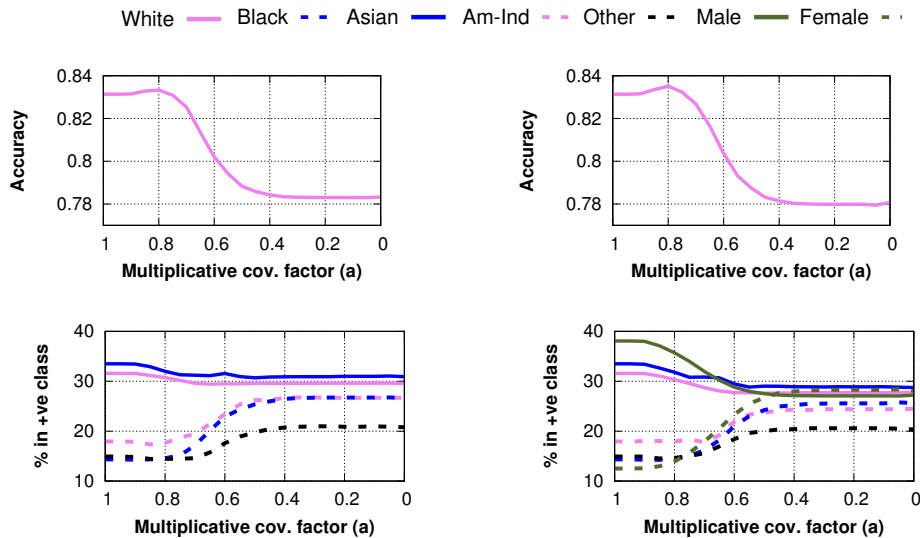 White Black Asian Am-Ind Other Male Female
0.84
0.82
0.8
0.78
1 0.8 0.6 0.4 0.2 0
Accuracy
Multiplicative cov. factor (a)
0.84
0.82
0.8
0.78
1 0.8 0.6 0.4 0.2 0
Accuracy
Multiplicative cov. factor (a)
40
30
20
10
1 0.8 0.6 0.4 0.2 0
% in +ve class
Multiplicative cov. factor (a)
40
30
20
10
1 0.8 0.6 0.4 0.2 0
% in +ve class
Multiplicative cov. factor (a)